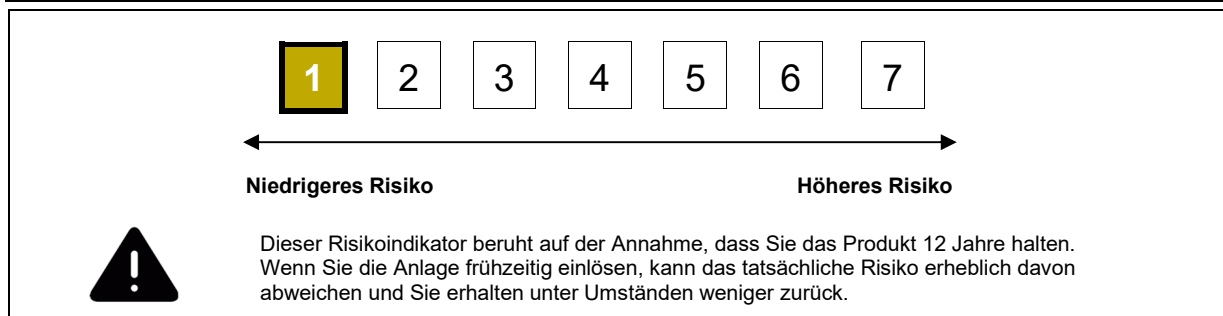 1 2 3 4 5 6 7
Niedrigeres Risiko Höheres Risiko
Dieser Risikoindikator beruht auf der Annahme, dass Sie das Produkt 12 Jahre halten.
Wenn Sie die Anlage frühzeitig einlösen, kann das tatsächliche Risiko erheblich davon
abweichen und Sie erhalten unter Umständen weniger zurück.